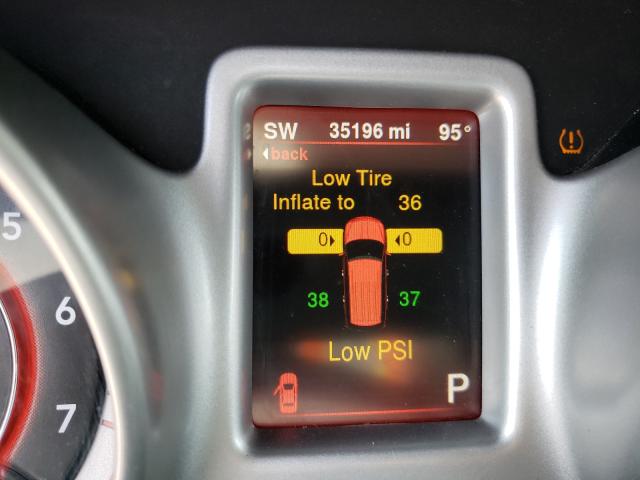 SW 35196 mi 95°
back
Low Tire
Inflate to 36
0 0
38 37
Low PSI
P
5
6
7